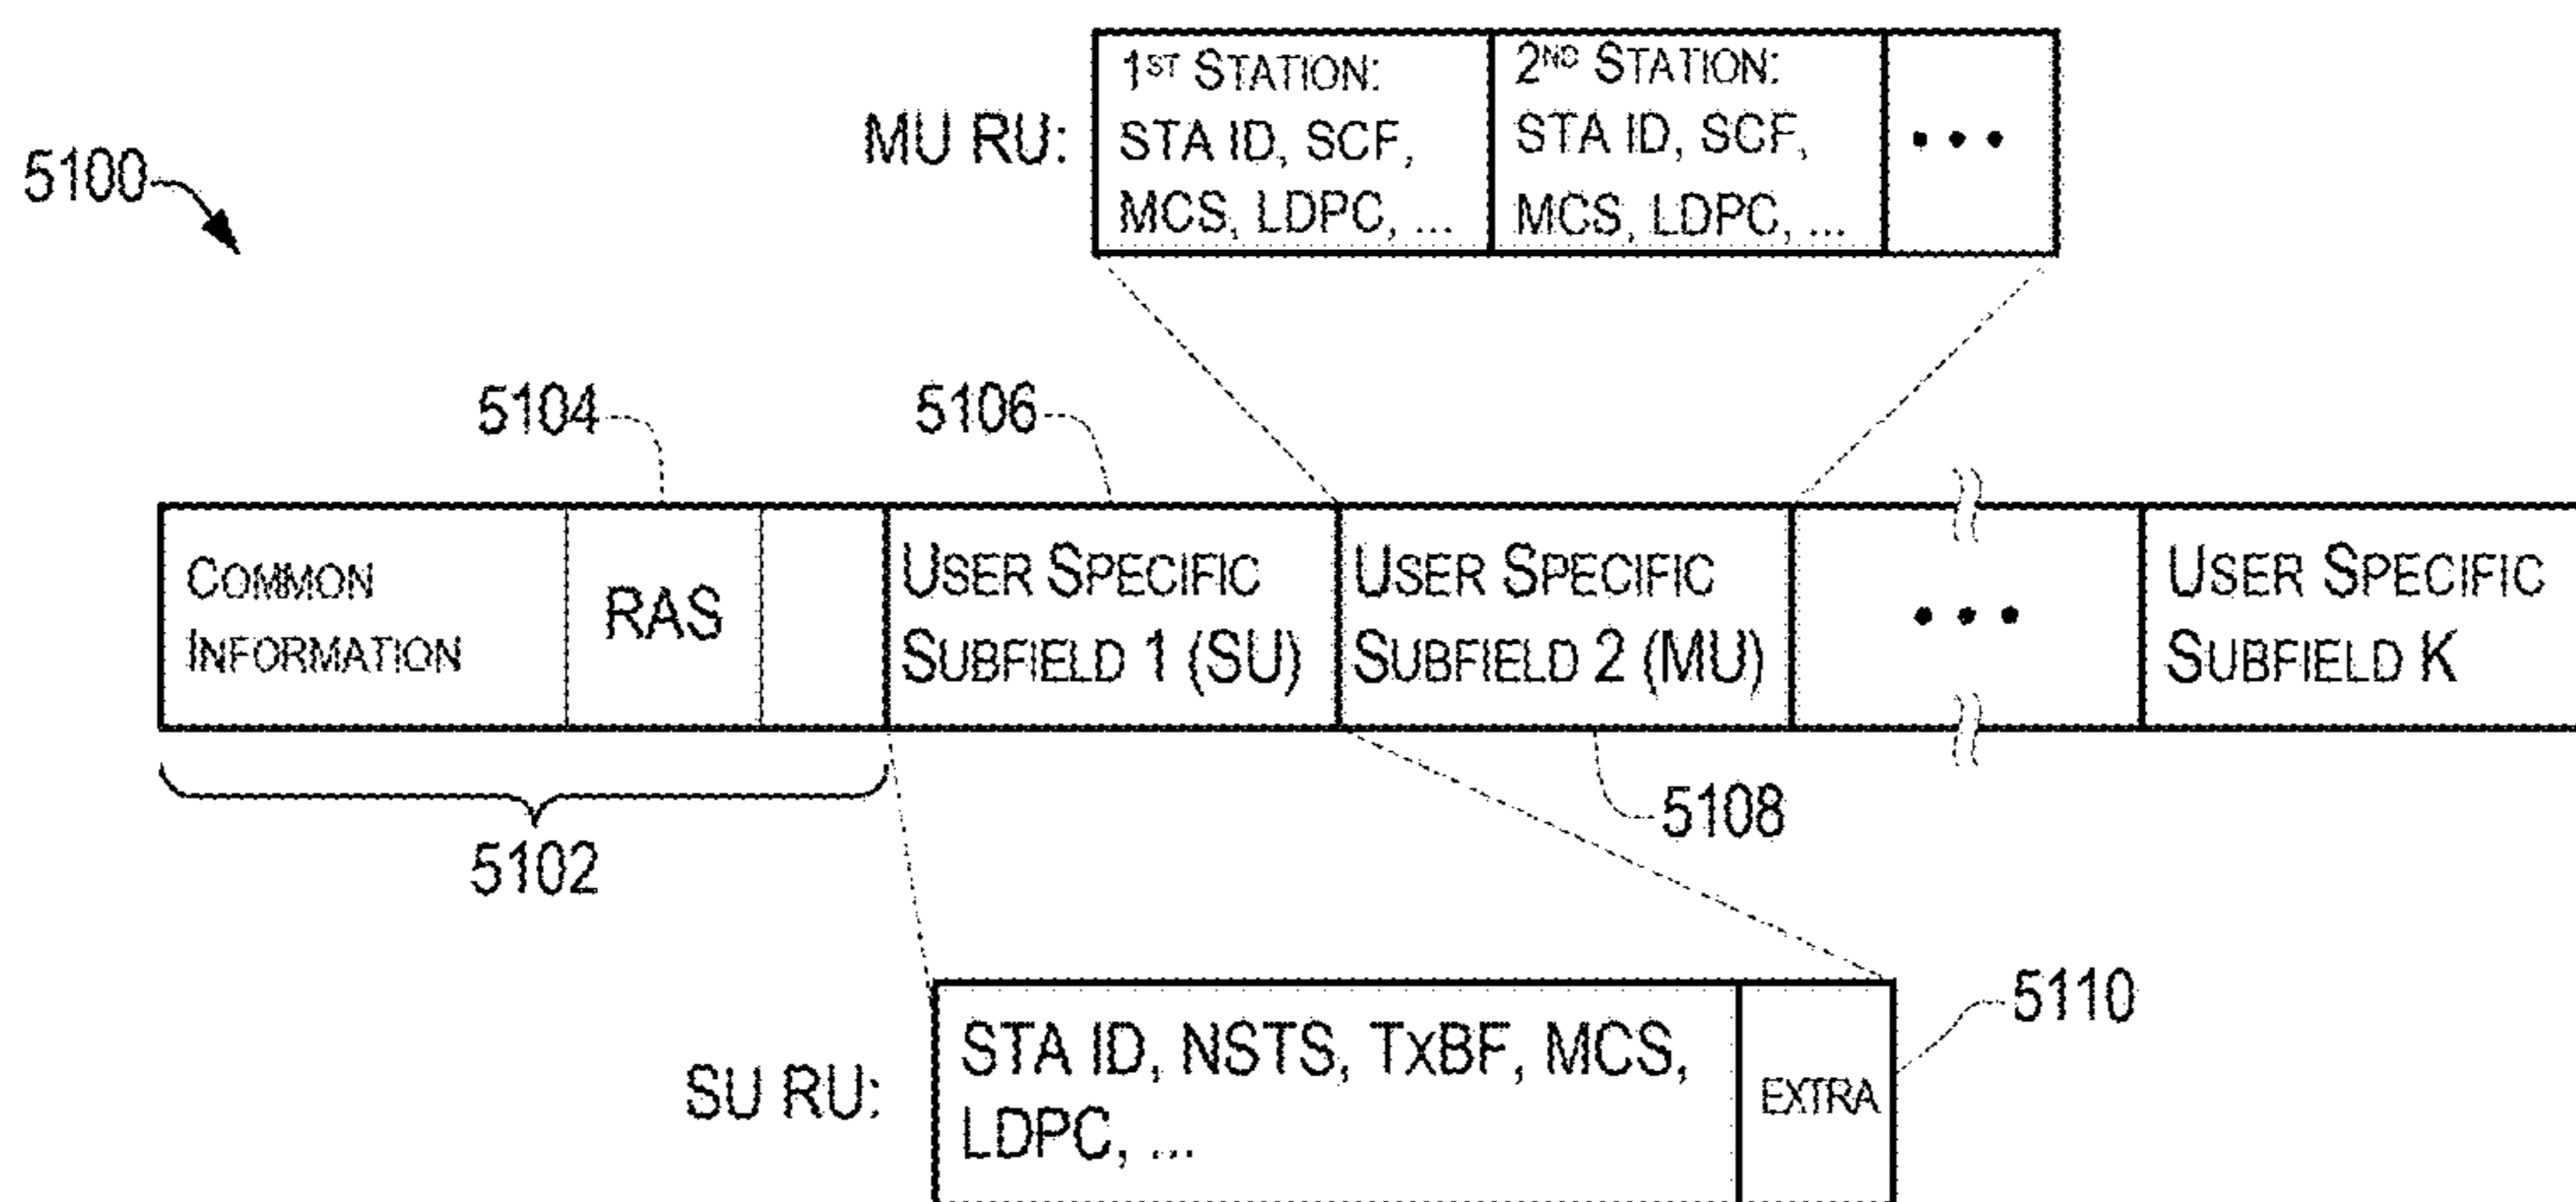 1ST STATION:
STA ID, SCF,
MCS, LDPC, ...
2ND STATION:
STA ID, SCF,
MCS, LDPC, ...
• • •
MU RU:
5100
5104
5106
COMMON
INFORMATION
RAS
USER SPECIFIC
SUBFIELD 1 (SU)
USER SPECIFIC
SUBFIELD 2 (MU)
• • •
USER SPECIFIC
SUBFIELD K
5102
5108
SU RU:
STA ID, NSTS, TXBF, MCS,
LDPC, ...
EXTRA
5110